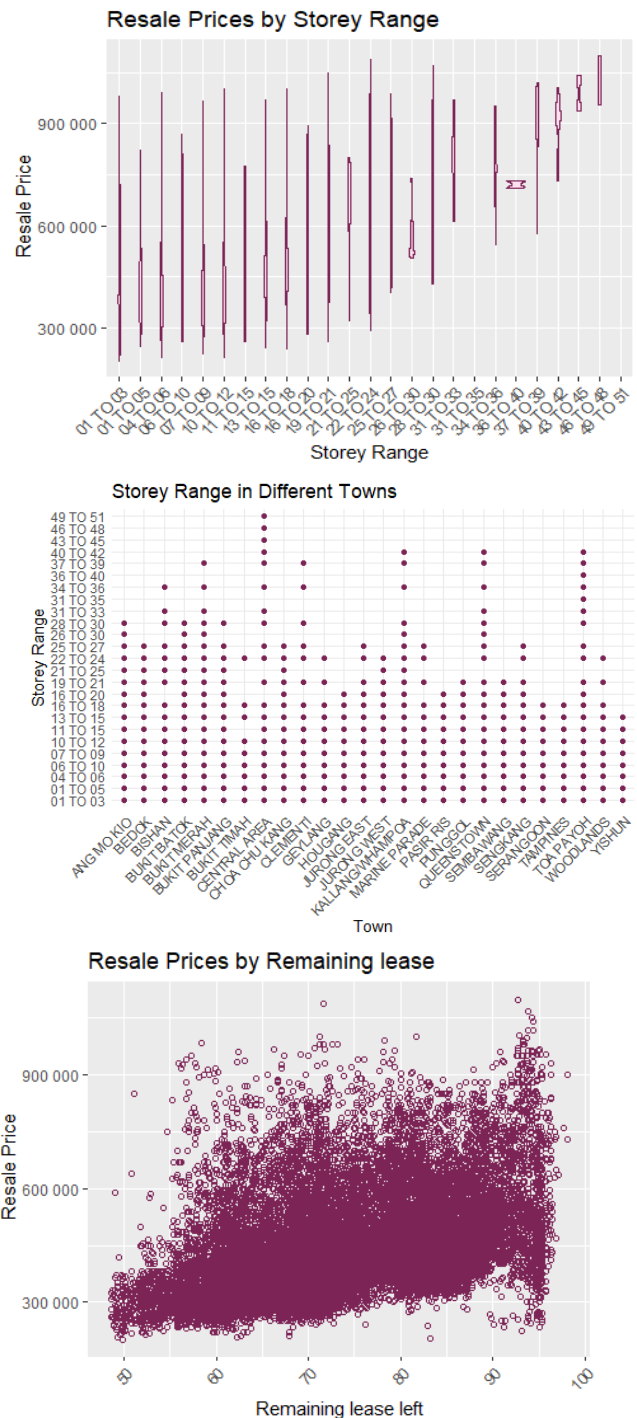 Resale Prices by Storey Range
Resale Price
900 000
600 000
300 000
01 TO 03
01 TO 05
04 TO 06
06 TO 10
07 TO 09
10 TO 12
11 TO 15
13 TO 15
16 TO 18
16 TO 20
19 TO 21
21 TO 25
22 TO 24
25 TO 27
26 TO 30
28 TO 30
31 TO 33
31 TO 35
34 TO 36
36 TO 40
37 TO 39
40 TO 42
43 TO 45
46 TO 48
49 TO 51
Storey Range
Storey Range in Different Towns
Storey Range
49 TO 51
46 TO 48
43 TO 45
40 TO 42
37 TO 39
36 TO 40
34 TO 36
31 TO 35
31 TO 33
28 TO 30
26 TO 30
25 TO 27
22 TO 24
21 TO 25
19 TO 21
16 TO 20
16 TO 18
13 TO 15
11 TO 15
10 TO 12
07 TO 09
06 TO 10
04 TO 06
01 TO 05
01 TO 03
ANG MO KIO
BEDOK
BISHAN
BUKIT BATOK
BUKIT MERAH
BUKIT PANJANG
BUKIT TIMAH
CENTRAL AREA
CHOA CHU KANG
CLEMENTI
GEYLANG
HOUGANG
JURONG EAST
JURONG WEST
KALLANG/WHAMPOA
MARINE PARADE
PASIR RIS
PUNGGOL
QUEENSTOWN
SEMBAWANG
SENGKANG
SERANGOON
TAMPINES
TOA PAYOH
WOODLANDS
YISHUN
Town
Resale Prices by Remaining lease
Resale Price
900 000
600 000
300 000
50
60
70
80
90
100
Remaining lease left